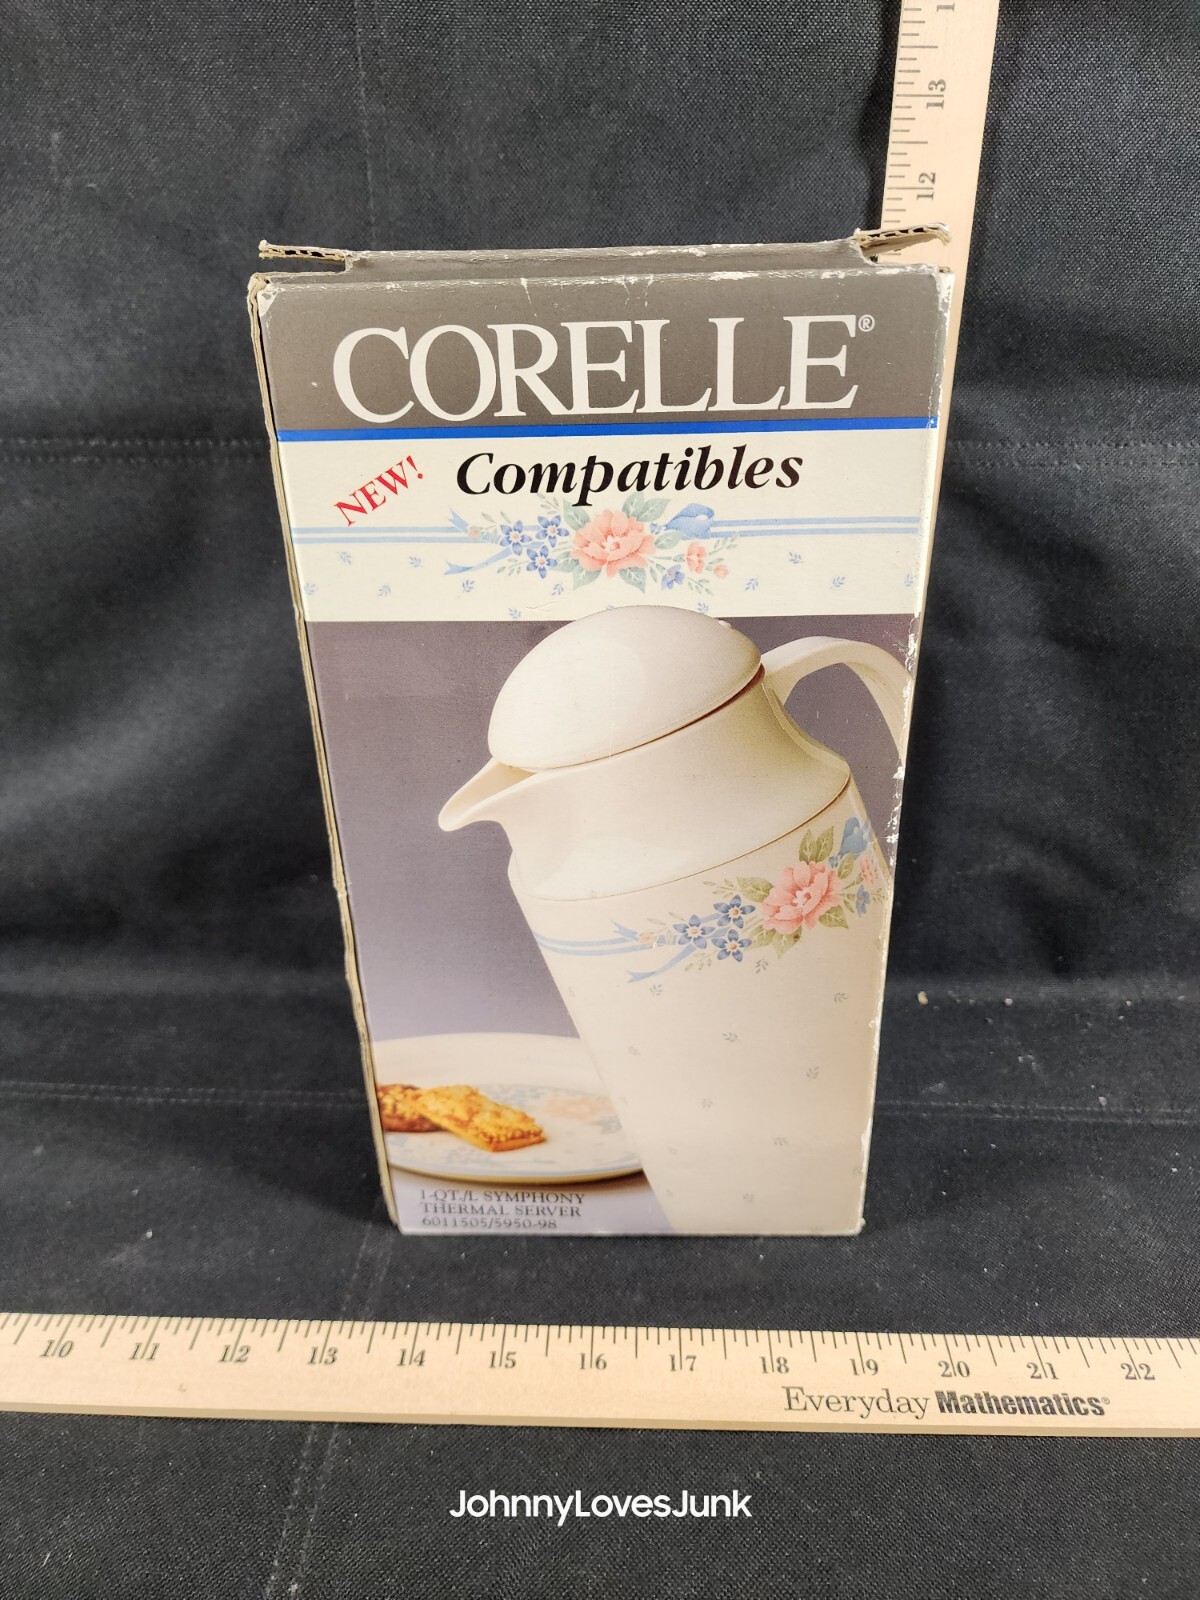 13
12
CORELLE®
NEW!
Compatibles
1-QT./L SYMPHONY
THERMAL SERVER
6011505/5950-98
10 11 12 13 14 15 16 17 18 19 20 21 22
Everyday Mathematics®
JohnnyLovesJunk